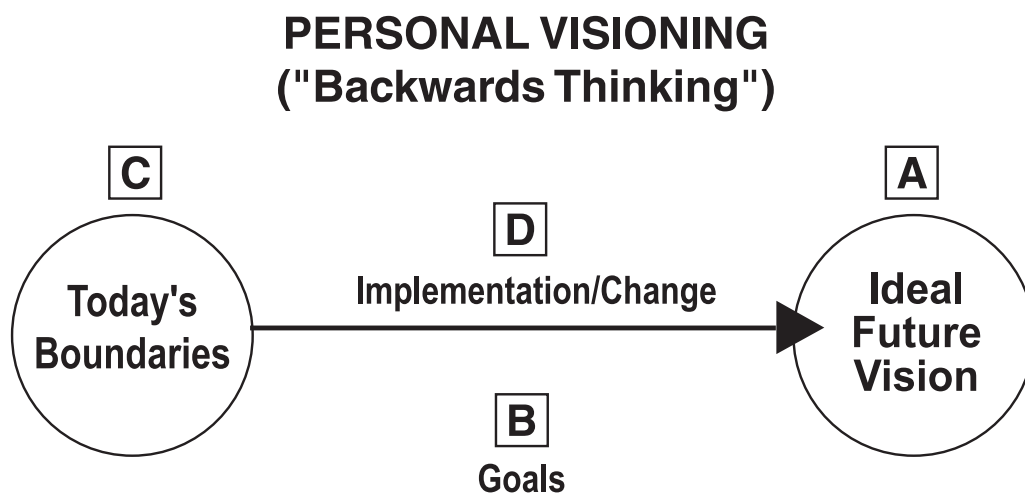 PERSONAL VISIONING
("Backwards Thinking")
C
A
D
Implementation/Change
Today's
Boundaries
Ideal
Future
Vision
B
Goals